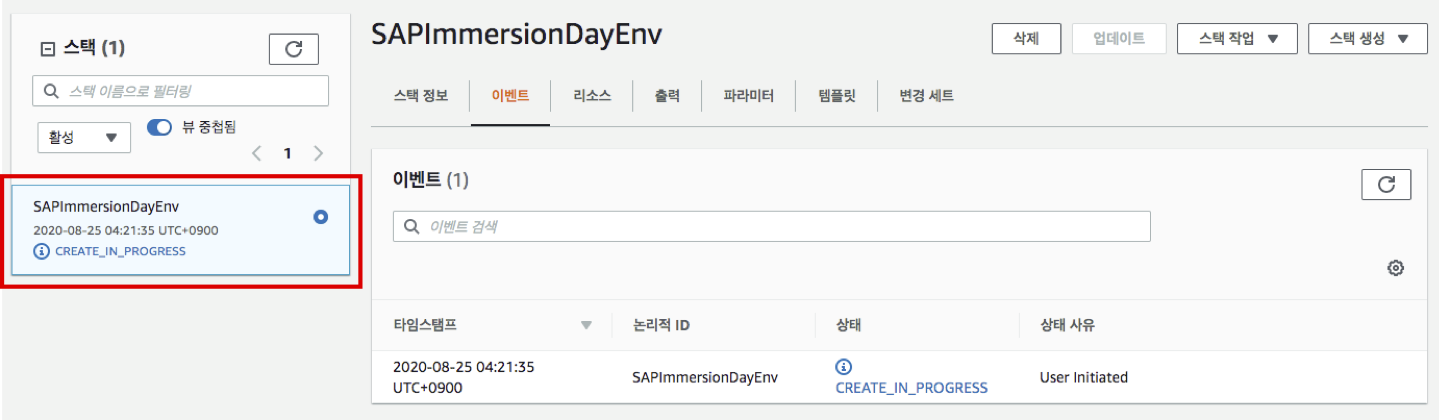 스택 (1)
스택 이름으로 필터링
활성
뷰 중첩됨
1
SAPImmersionDayEnv
2020-08-25 04:21:35 UTC+0900
CREATE_IN_PROGRESS
SAPImmersionDayEnv
삭제
업데이트
스택 작업
스택 생성
스택 정보
이벤트
리소스
출력
파라미터
템플릿
변경 세트
이벤트 (1)
이벤트 검색
타임스탬프
논리적 ID
상태
상태 사유
2020-08-25 04:21:35
UTC+0900
SAPImmersionDayEnv
CREATE_IN_PROGRESS
User Initiated